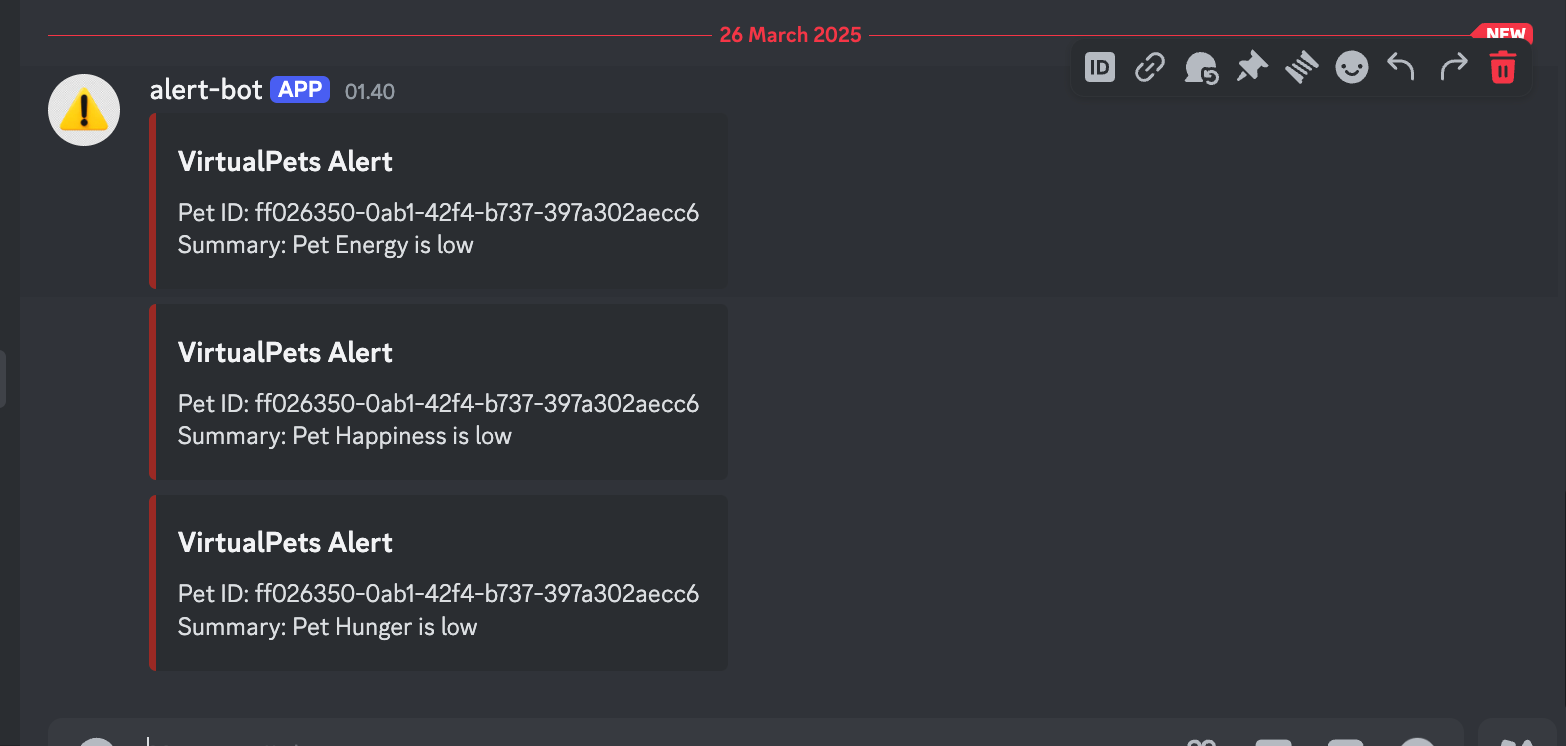 26 March 2025
NEW
ID
alert-bot APP 01.40
VirtualPets Alert
Pet ID: ff026350-0ab1-42f4-b737-397a302aecc6
Summary: Pet Energy is low
VirtualPets Alert
Pet ID: ff026350-0ab1-42f4-b737-397a302aecc6
Summary: Pet Happiness is low
VirtualPets Alert
Pet ID: ff026350-0ab1-42f4-b737-397a302aecc6
Summary: Pet Hunger is low